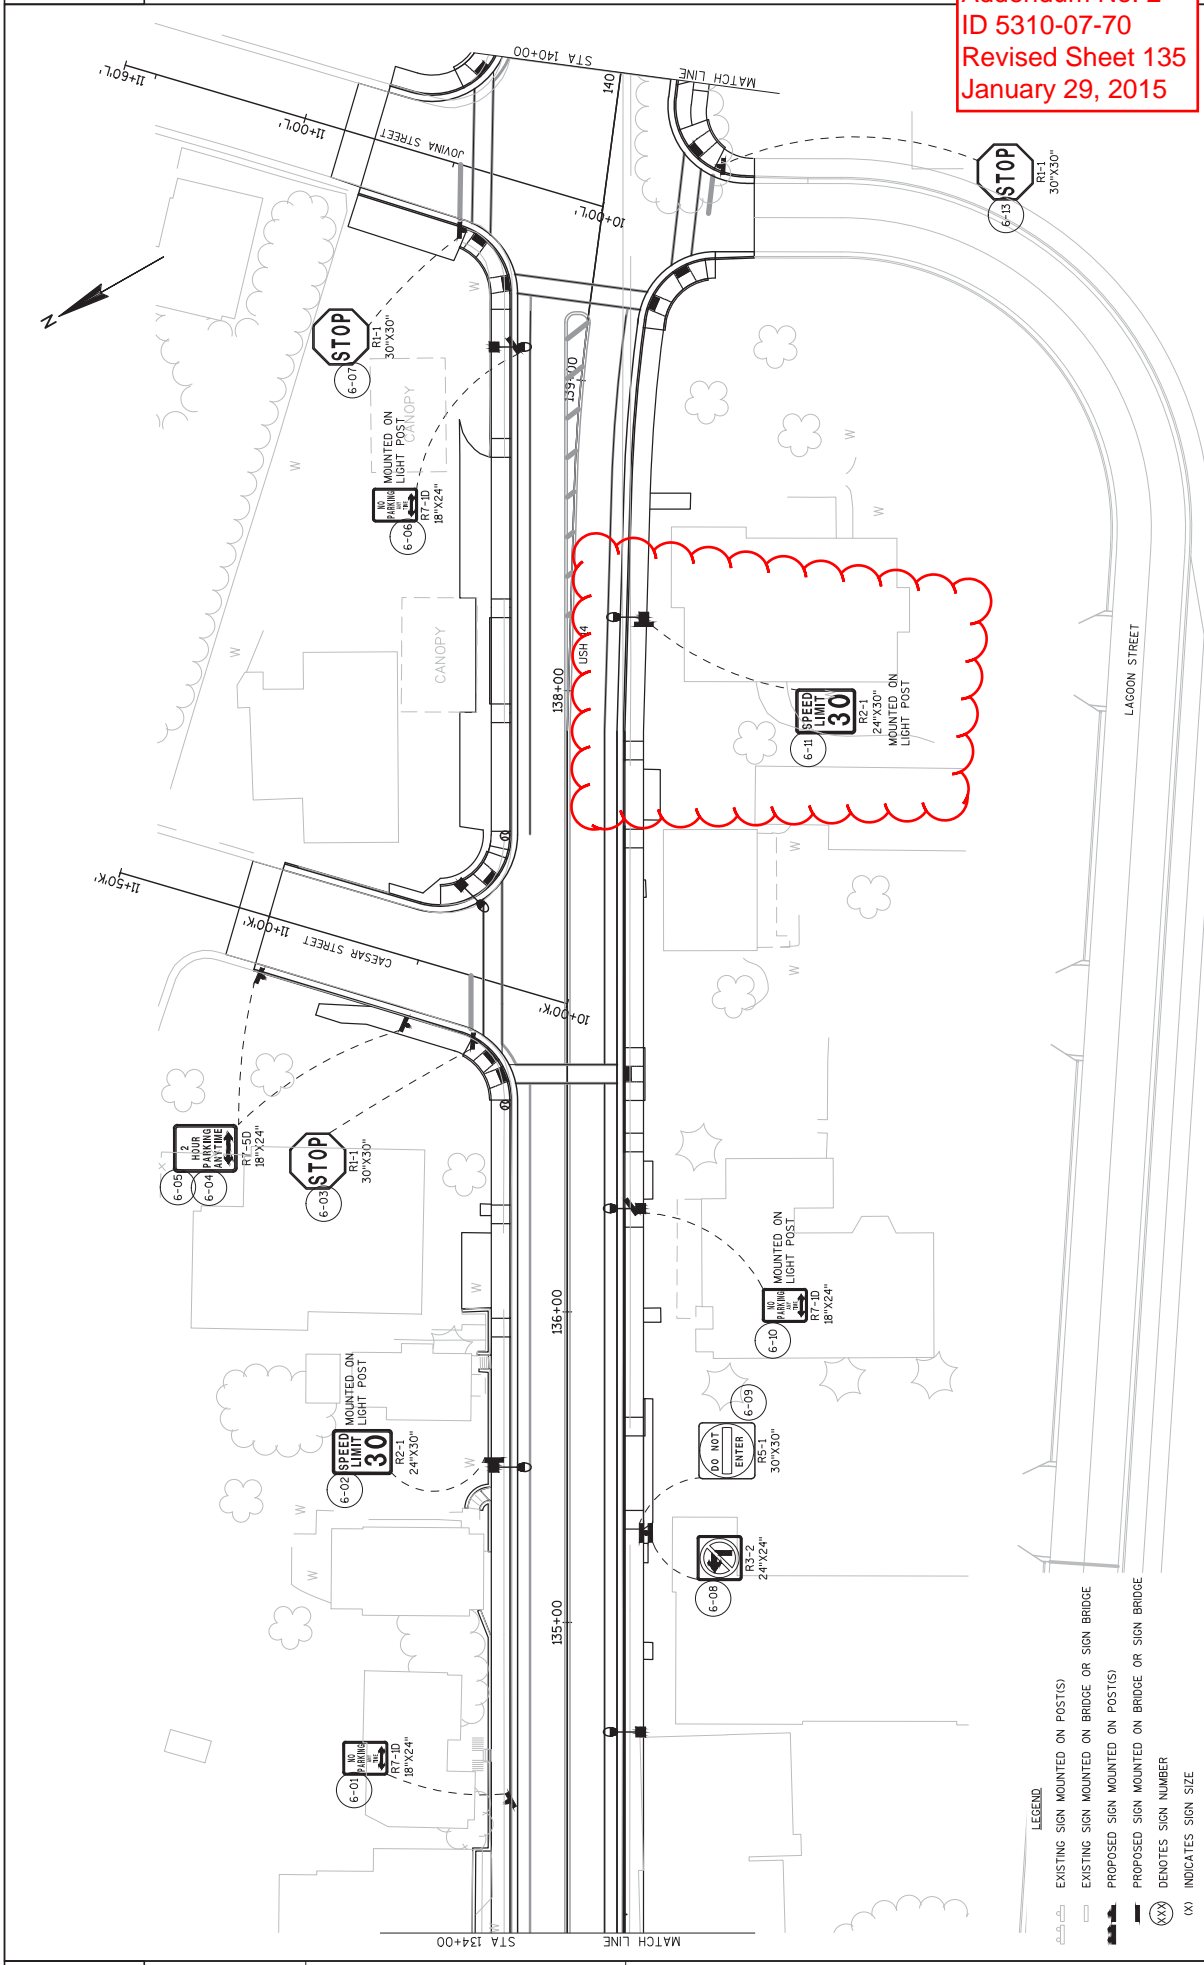 Addendum No. 2
ID 5310-07-70
Revised Sheet 135
January 29, 2015
STA 140+00
MATCH LINE
140
11+60'L'
11+00'L'
JOVINA STREET
10+00'L'
N
STOP
6-13
R1-1
30"X30"
STOP
6-07
R1-1
30"X30"
139+00
CANOPY
MOUNTED ON
LIGHT POST
NO
PARKING
ANY
TIME
6-06
R7-1D
18"X24"
W
W
W
W
W
CANOPY
USH 14
138+00
SPEED
LIMIT
30
6-11
R2-1
24"X30"
MOUNTED ON
LIGHT POST
W
LAGOON STREET
11+50'K'
11+00'K'
CAESAR STREET
10+00'K'
W
W
2
HOUR
PARKING
ANYTIME
6-05
6-04
R7-5D
18"X24"
STOP
6-03
R1-1
30"X30"
136+00
MOUNTED ON
LIGHT POST
NO
PARKING
ANY
TIME
6-10
R7-1D
18"X24"
W
MOUNTED ON
LIGHT POST
SPEED
LIMIT
30
6-02
R2-1
24"X30"
W
W
W
DO NOT
ENTER
6-09
R5-1
30"X30"
6-08
R3-2
24"X24"
135+00
NO
PARKING
ANY
TIME
6-01
R7-1D
18"X24"
W
STA 134+00
MATCH LINE
LEGEND
EXISTING SIGN MOUNTED ON POST(S)
EXISTING SIGN MOUNTED ON BRIDGE OR SIGN BRIDGE
PROPOSED SIGN MOUNTED ON POST(S)
PROPOSED SIGN MOUNTED ON BRIDGE OR SIGN BRIDGE
XXX DENOTES SIGN NUMBER
(X) INDICATES SIGN SIZE